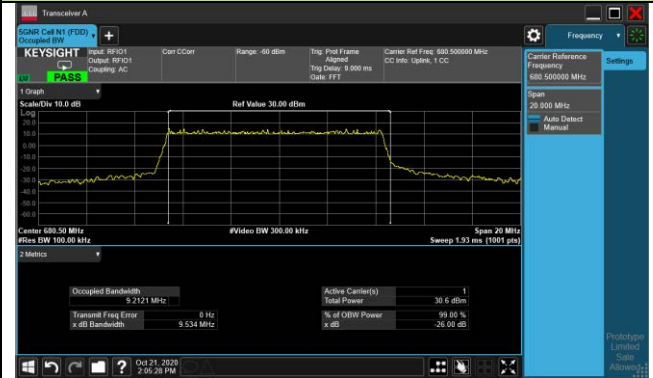 Transceiver A
5GNR Cell N1 (FDD)
Occupied BW
Frequency
KEYSIGHT
PASS
Input: RFIO1
Output: RFIO1
Coupling: AC
Corr CCorr
Range: -60 dBm
Trig: Prot Frame
Aligned
Trig Delay: 0.000 ms
Gate: FFT
Carrier Ref Freq: 680.500000 MHz
CC Info: Uplink, 1 CC
Carrier Reference
Frequency
680.500000 MHz
Settings
Span
20.000 MHz
Auto Detect
Manual
1 Graph
Scale/Div 10.0 dB
Ref Value 30.00 dBm
Log
20.0
10.0
0.00
-10.0
-20.0
-30.0
-40.0
-50.0
-60.0
Center 680.50 MHz
#Video BW 300.00 kHz
Span 20 MHz
#Res BW 100.00 kHz
Sweep 1.93 ms (1001 pts)
2 Metrics
Occupied Bandwidth
9.2121 MHz
Active Carrier(s) 1
Total Power 30.6 dBm
Transmit Freq Error 0 Hz
x dB Bandwidth 9.534 MHz
% of OBW Power 99.00 %
x dB -26.00 dB
Prototype
Limited
Sale
Allowed
Oct 21, 2020
2:05:28 PM